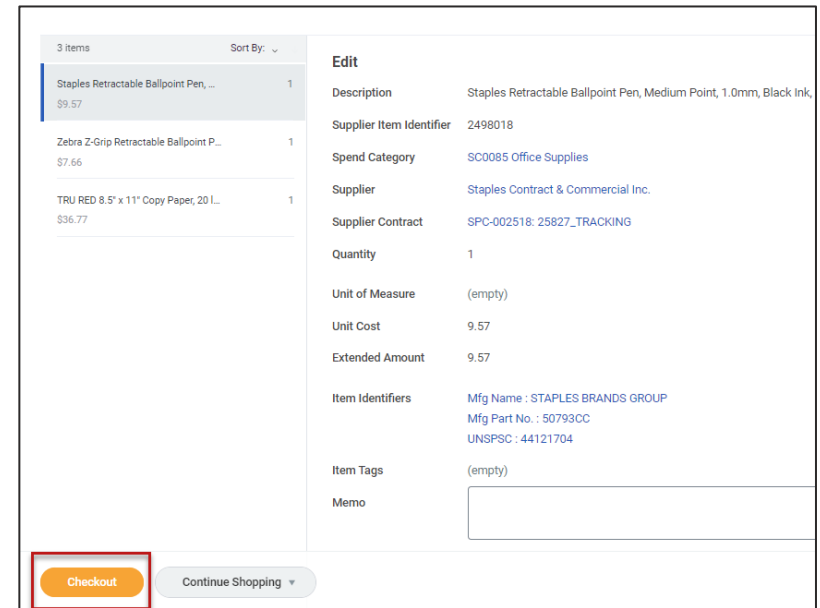 3 items Sort By:
Staples Retractable Ballpoint Pen, ... 1
$9.57
Zebra Z-Grip Retractable Ballpoint P... 1
$7.66
TRU RED 8.5" x 11" Copy Paper, 20 l... 1
$36.77
Edit
Description Staples Retractable Ballpoint Pen, Medium Point, 1.0mm, Black Ink,
Supplier Item Identifier 2498018
Spend Category SC0085 Office Supplies
Supplier Staples Contract & Commercial Inc.
Supplier Contract SPC-002518: 25827_TRACKING
Quantity 1
Unit of Measure (empty)
Unit Cost 9.57
Extended Amount 9.57
Item Identifiers Mfg Name : STAPLES BRANDS GROUP
Mfg Part No. : 50793CC
UNSPSC : 44121704
Item Tags (empty)
Memo
Checkout Continue Shopping